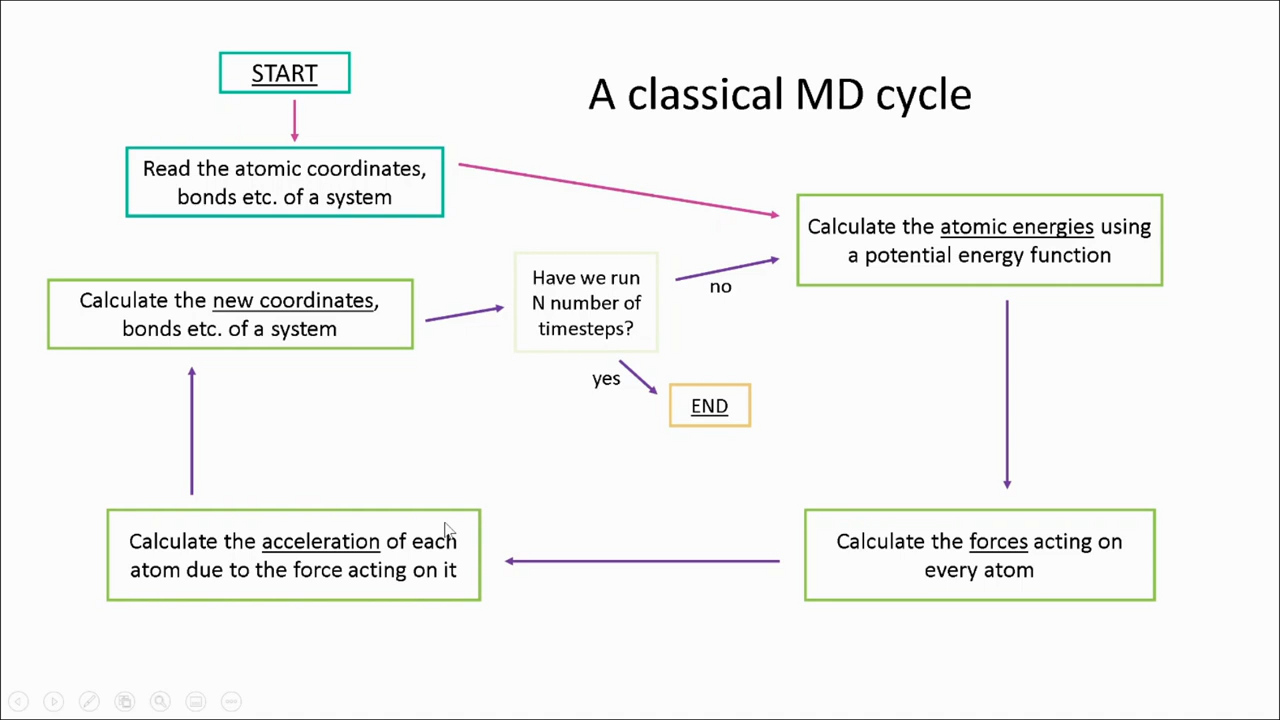 START
A classical MD cycle
Read the atomic coordinates,
bonds etc. of a system
Calculate the atomic energies using
a potential energy function
Have we run
N number of
timesteps?
no
Calculate the new coordinates,
bonds etc. of a system
yes
END
Calculate the acceleration of each
atom due to the force acting on it
Calculate the forces acting on
every atom